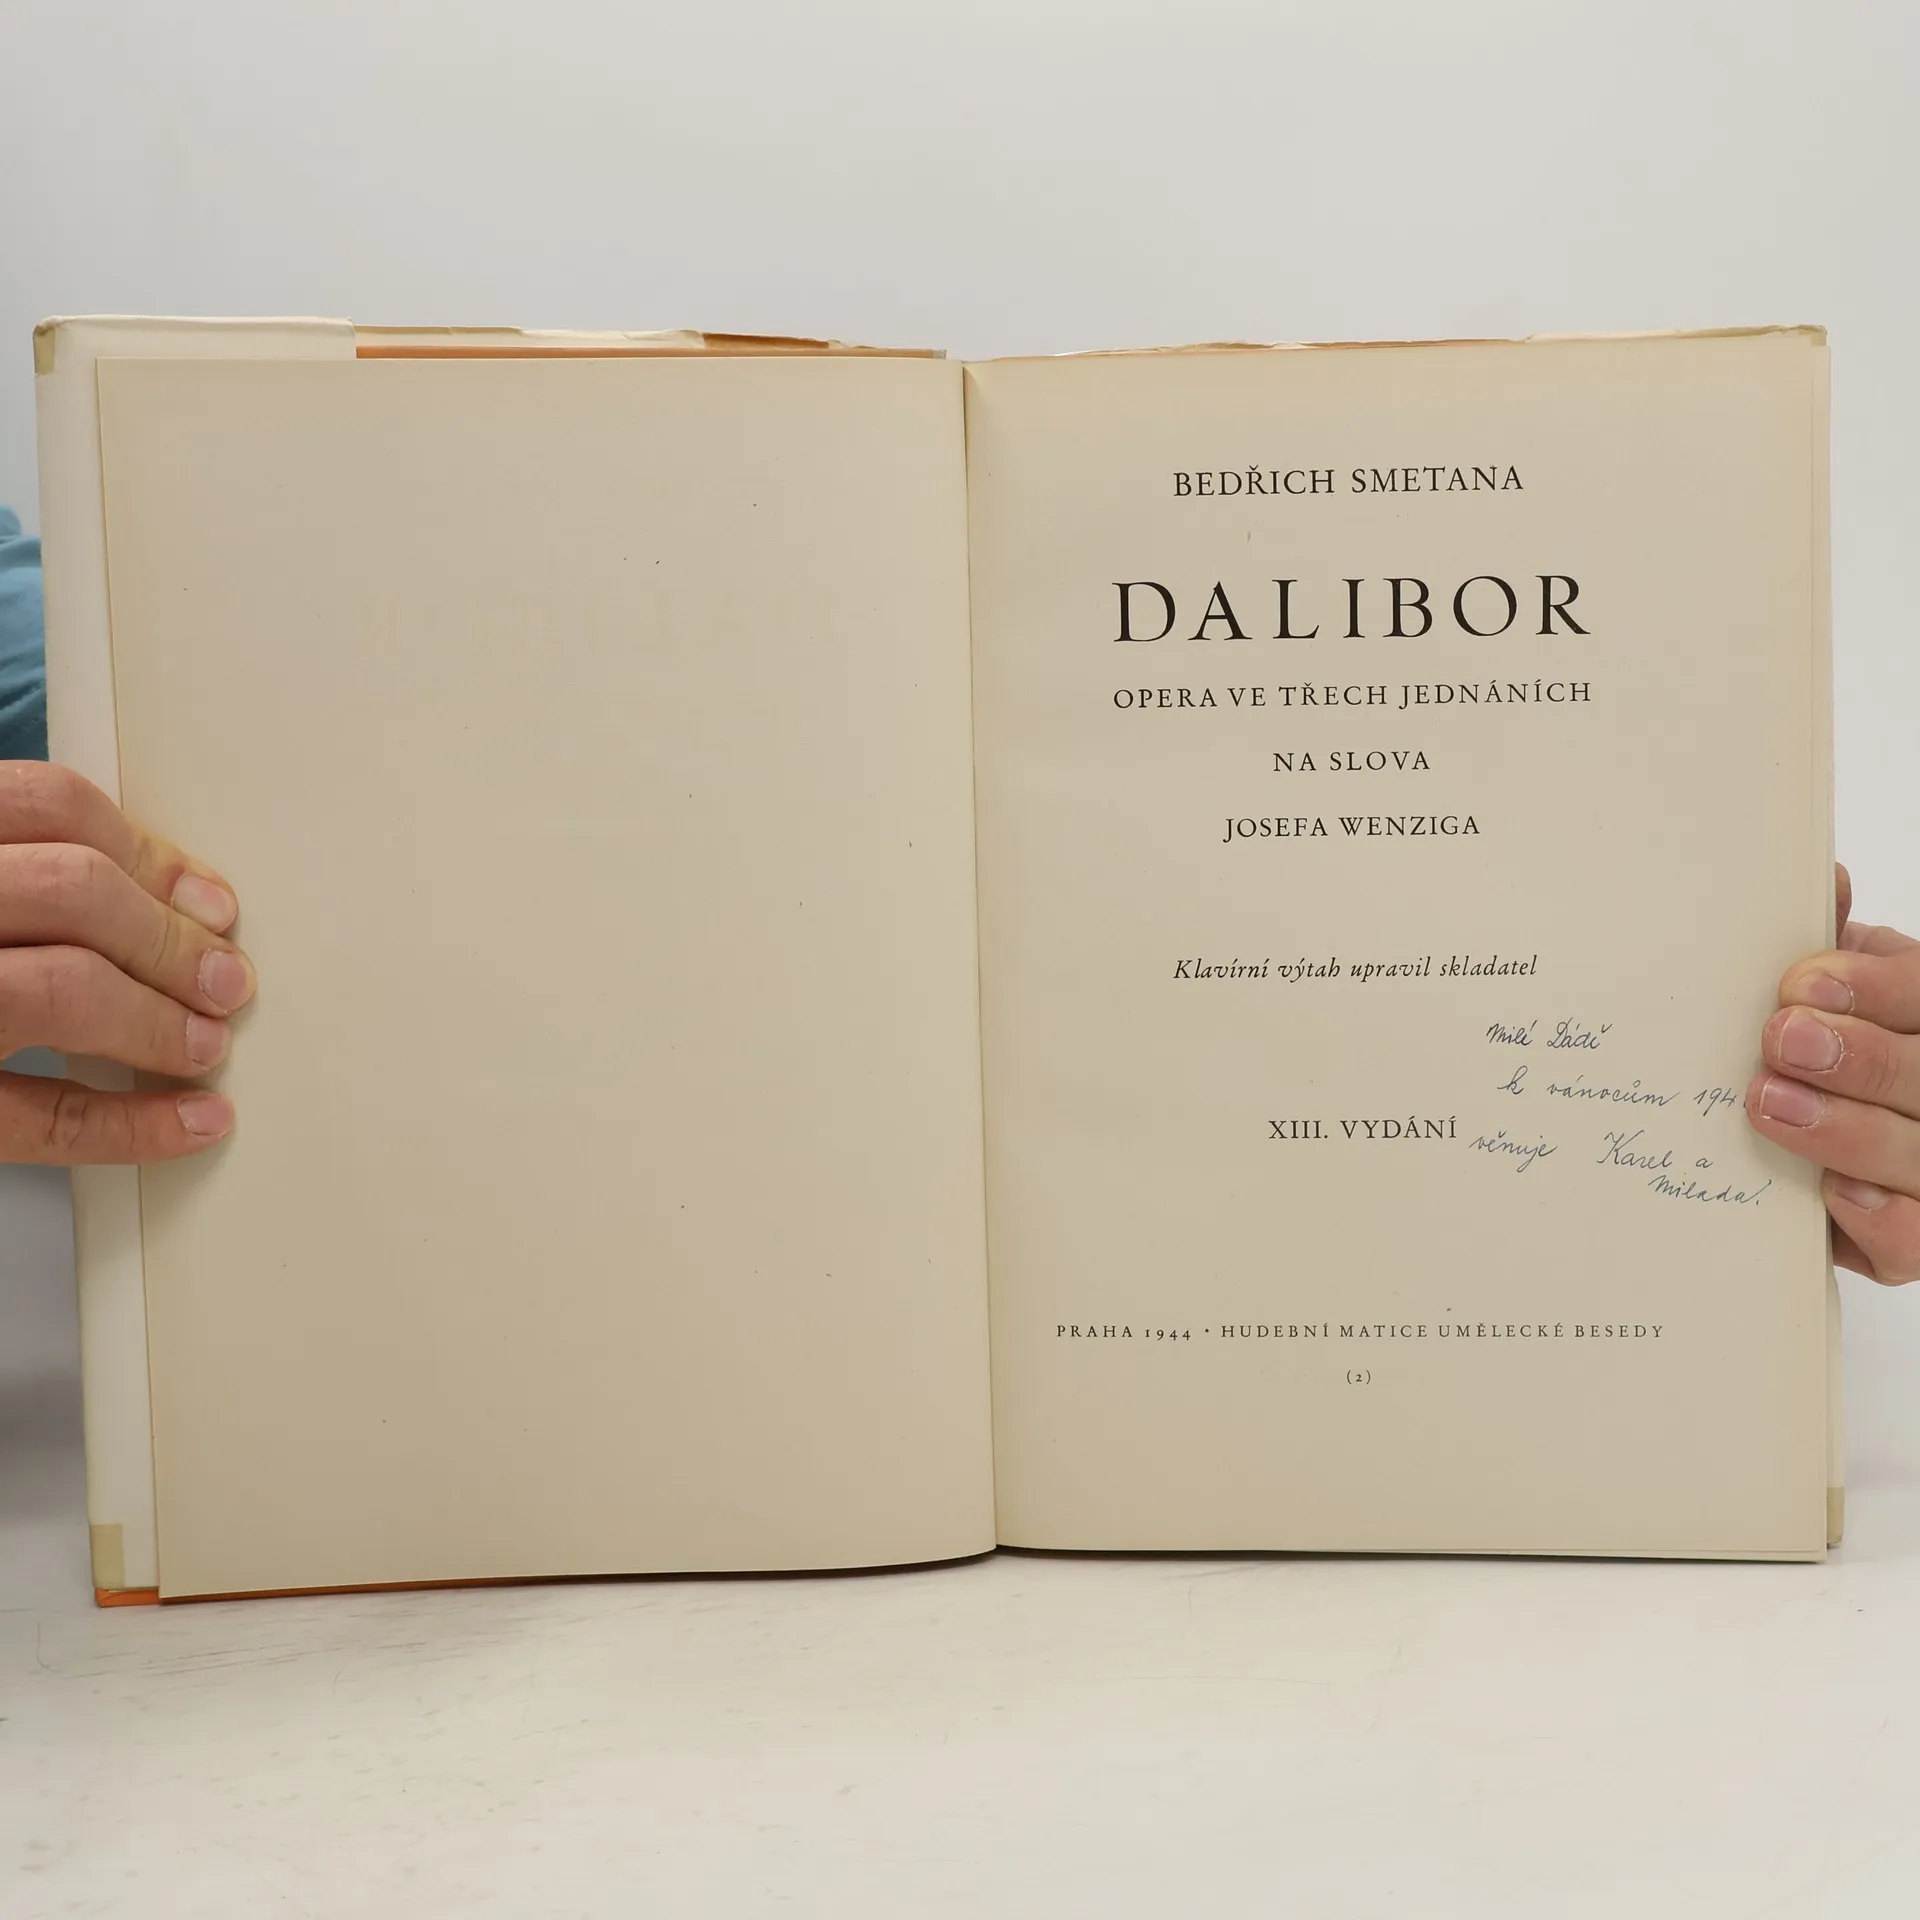 BEDŘICH SMETANA
DALIBOR
OPERA VE TŘECH JEDNÁNÍCH
NA SLOVA
JOSEFA WENZIGA
Klavírní výtah upravil skladatel
Milé Dádě
k vánocům 194
XIII. VYDÁNÍ
věnuje Karel a
Milada!
PRAHA 1944 • HUDEBNÍ MATICE UMĚLECKÉ BESEDY
(2)